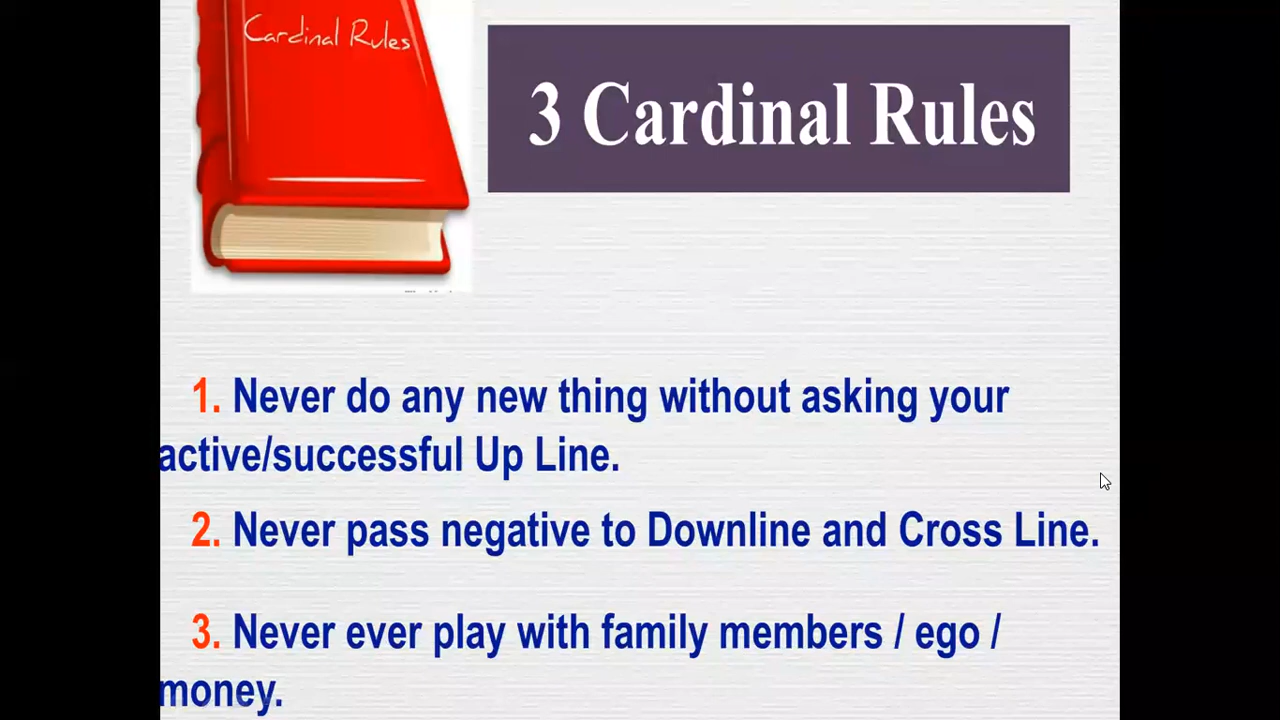 Cardinal Rules
3 Cardinal Rules
1. Never do any new thing without asking your
active/successful Up Line.
2. Never pass negative to Downline and Cross Line.
3. Never ever play with family members / ego /
money.